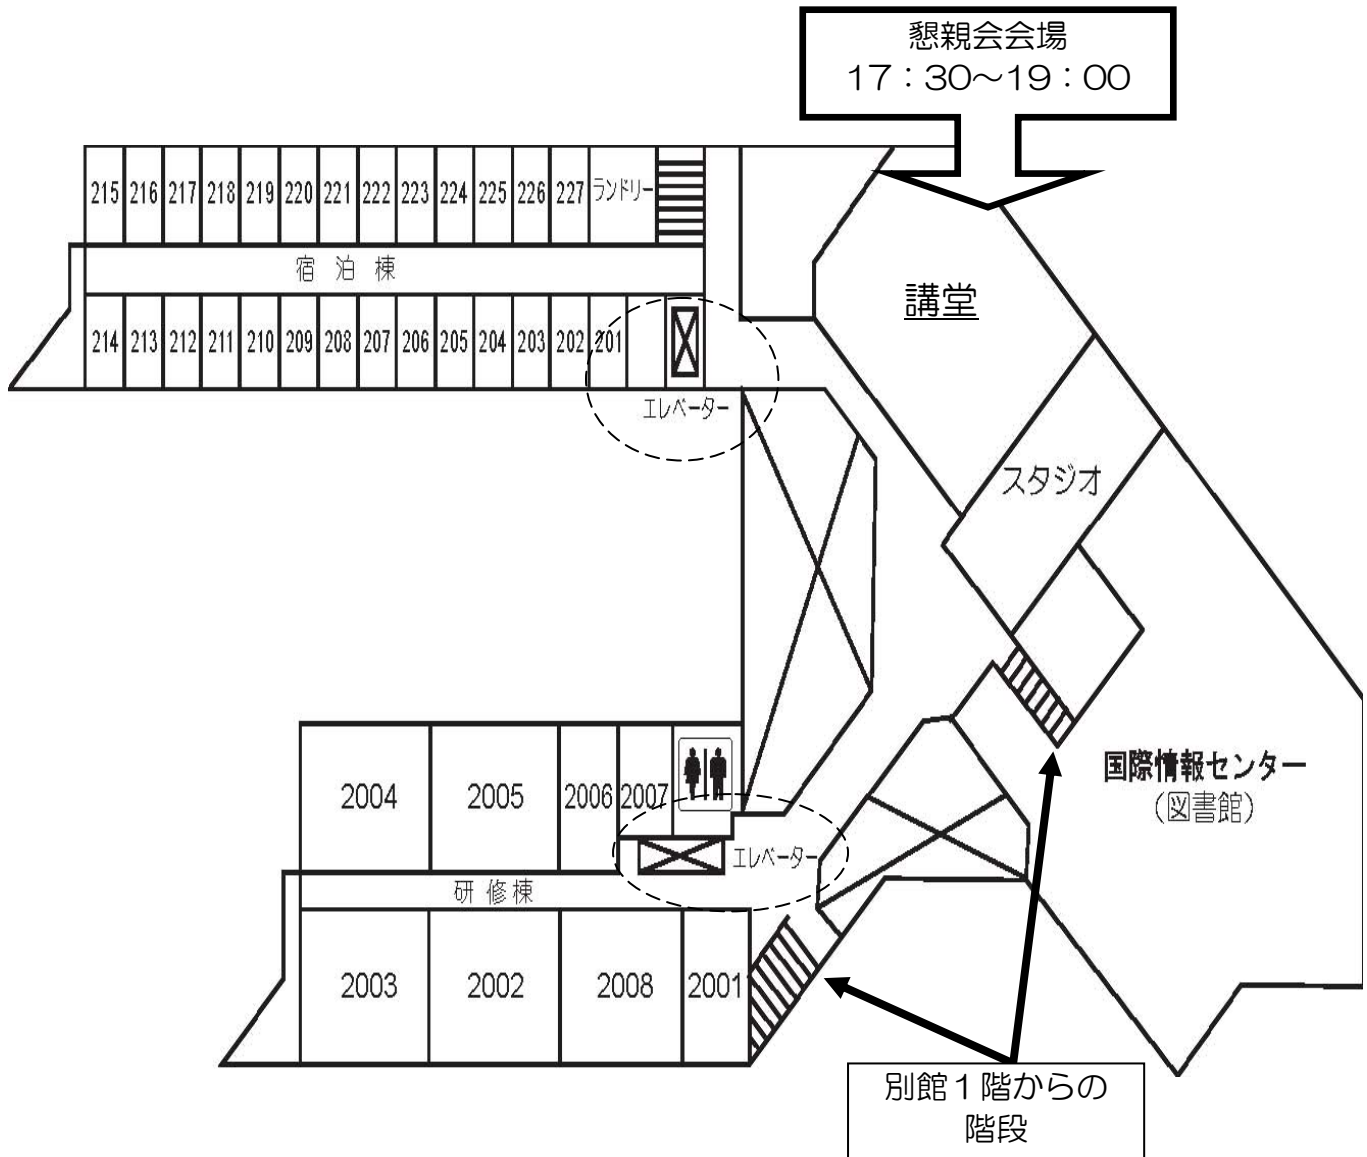 懇親会会場
17:30~19:00
215 216 217 218 219 220 221 222 223 224 225 226 227 ランドリー
宿泊棟
講堂
214 213 212 211 210 209 208 207 206 205 204 203 202 201
エレベーター
スタジオ
2004 2005 2006 2007
国際情報センター
(図書館)
エレベーター
研修棟
2003 2002 2008 2001
別館1階からの
階段